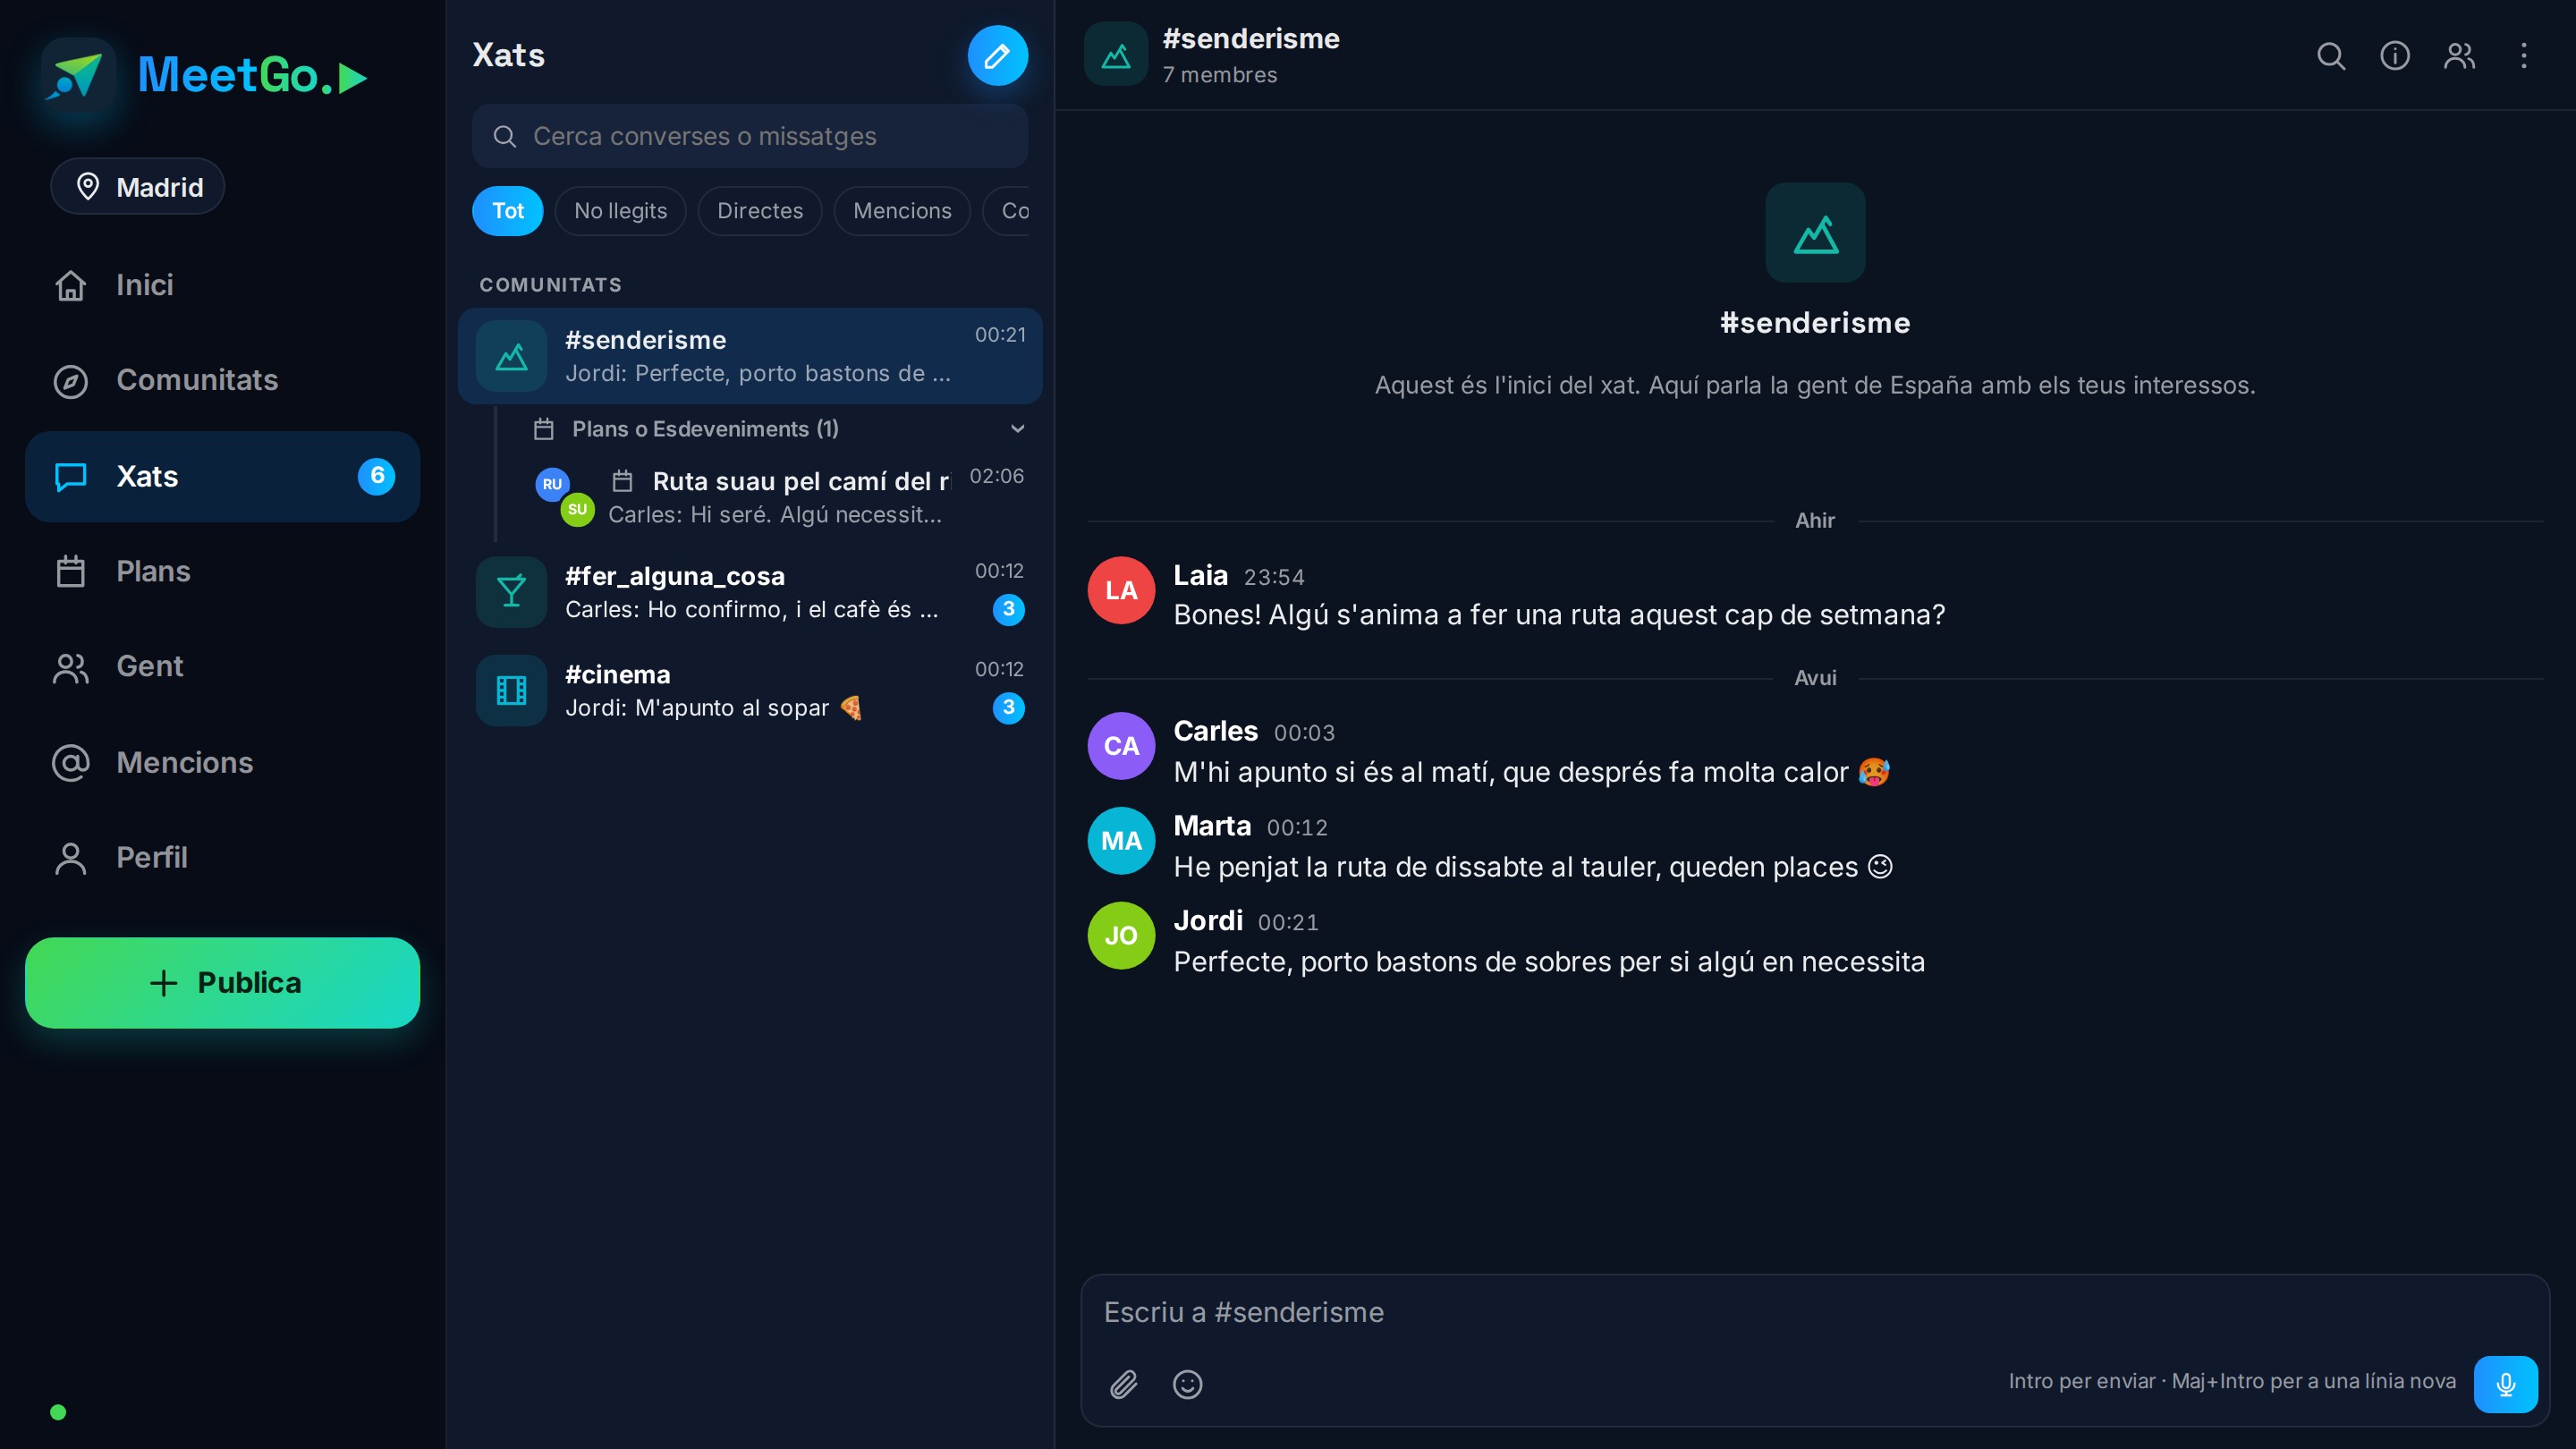 MeetGo.
Madrid
Inici
Comunitats
Xats
6
Plans
Gent
Mencions
Perfil
Publica
Xats
Cerca converses o missatges
Tot
No llegits
Directes
Mencions
Co
COMUNITATS
#senderisme
00:21
Jordi: Perfecte, porto bastons de ...
Plans o Esdeveniments (1)
RU
SU
Ruta suau pel camí del r
02:06
Carles: Hi seré. Algú necessit...
#fer_alguna_cosa
00:12
Carles: Ho confirmo, i el cafè és ...
3
#cinema
00:12
Jordi: M'apunto al sopar 🍕
3
#senderisme
7 membres
#senderisme
Aquest és l'inici del xat. Aquí parla la gent de España amb els teus interessos.
Ahir
LA
Laia 23:54
Bones! Algú s'anima a fer una ruta aquest cap de setmana?
Avui
CA
Carles 00:03
M'hi apunto si és al matí, que després fa molta calor 🥵
MA
Marta 00:12
He penjat la ruta de dissabte al tauler, queden places 😉
JO
Jordi 00:21
Perfecte, porto bastons de sobres per si algú en necessita
Escriu a #senderisme
Intro per enviar · Maj+Intro per a una línia nova